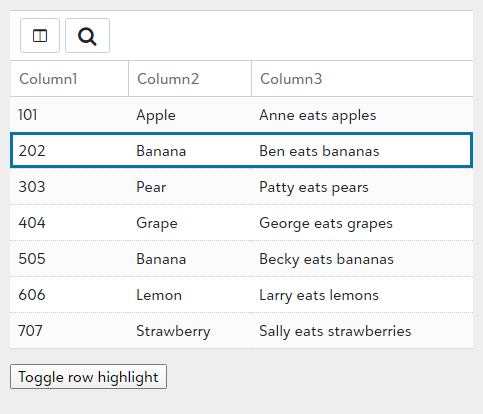 Column1 Column2 Column3
101 Apple Anne eats apples
202 Banana Ben eats bananas
303 Pear Patty eats pears
404 Grape George eats grapes
505 Banana Becky eats bananas
606 Lemon Larry eats lemons
707 Strawberry Sally eats strawberries
Toggle row highlight